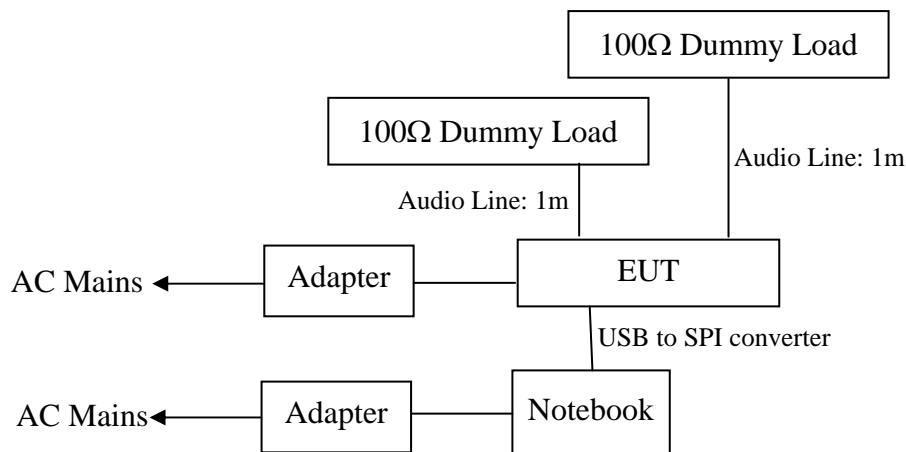 100Ω Dummy Load
100Ω Dummy Load
Audio Line: 1m
Audio Line: 1m
EUT
Adapter
AC Mains
USB to SPI converter
Notebook
Adapter
AC Mains